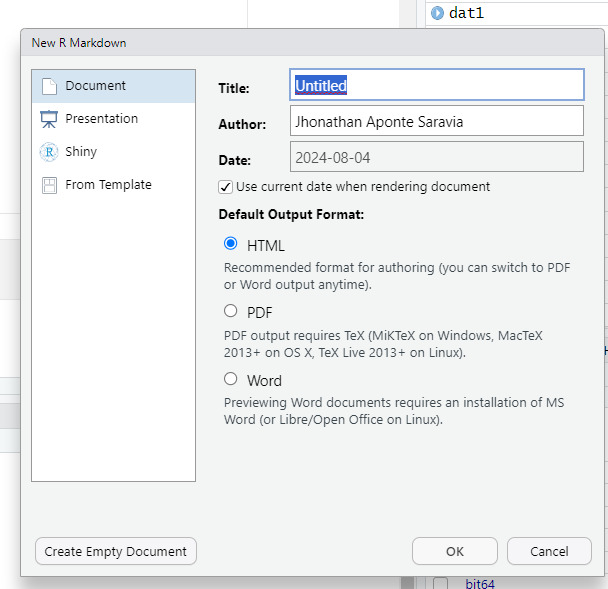 dat1
New R Markdown
Document
Presentation
Shiny
From Template
Title:
Untitled
Author:
Jhonathan Aponte Saravia
Date:
2024-08-04
Use current date when rendering document
Default Output Format:
HTML
Recommended format for authoring (you can switch to PDF
or Word output anytime).
PDF
PDF output requires TeX (MiKTeX on Windows, MacTeX
2013+ on OS X, TeX Live 2013+ on Linux).
Word
Previewing Word documents requires an installation of MS
Word (or Libre/Open Office on Linux).
Create Empty Document
OK
Cancel
bit64